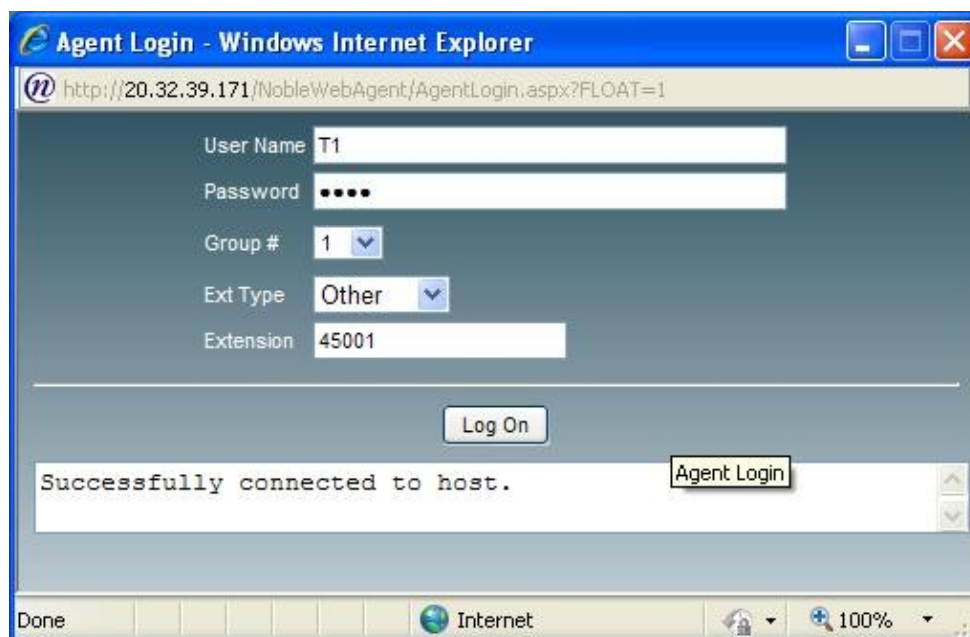 Agent Login - Windows Internet Explorer
http://20.32.39.171/NobleWebAgent/AgentLogin.aspx?FLOAT=1
User Name T1
Password ••••
Group # 1
Ext Type Other
Extension 45001
Log On
Successfully connected to host.
Agent Login
Done Internet 100%